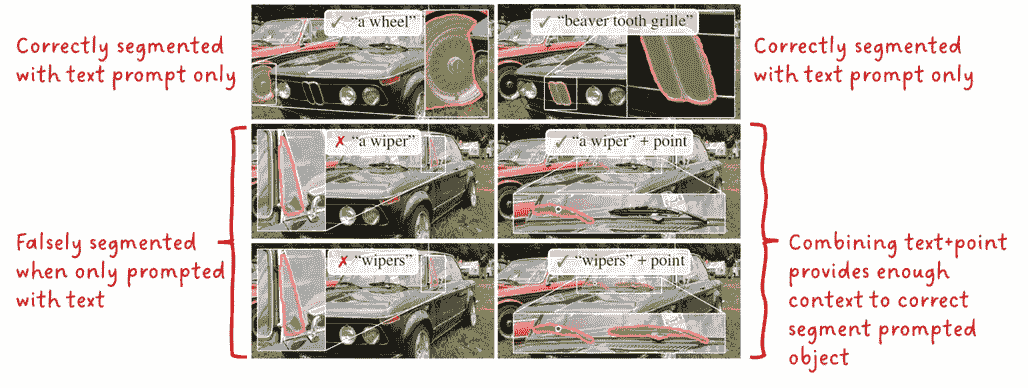 Correctly segmented
with text prompt only
✓ “a wheel”
✓ “beaver tooth grille”
Correctly segmented
with text prompt only
✗ “a wiper”
✓ “a wiper” + point
Falsely segmented
when only prompted
with text
✗ “wipers”
✓ “wipers” + point
Combining text+point
provides enough
context to correct
segment prompted
object